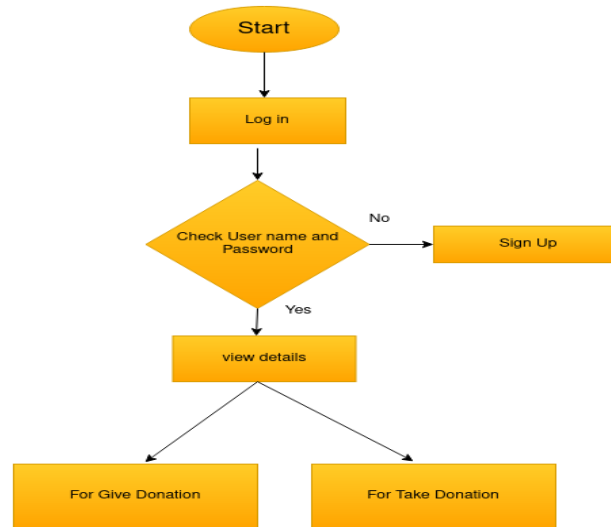 Start
Log in
Check User name and
Password
No
Sign Up
Yes
view details
For Give Donation
For Take Donation